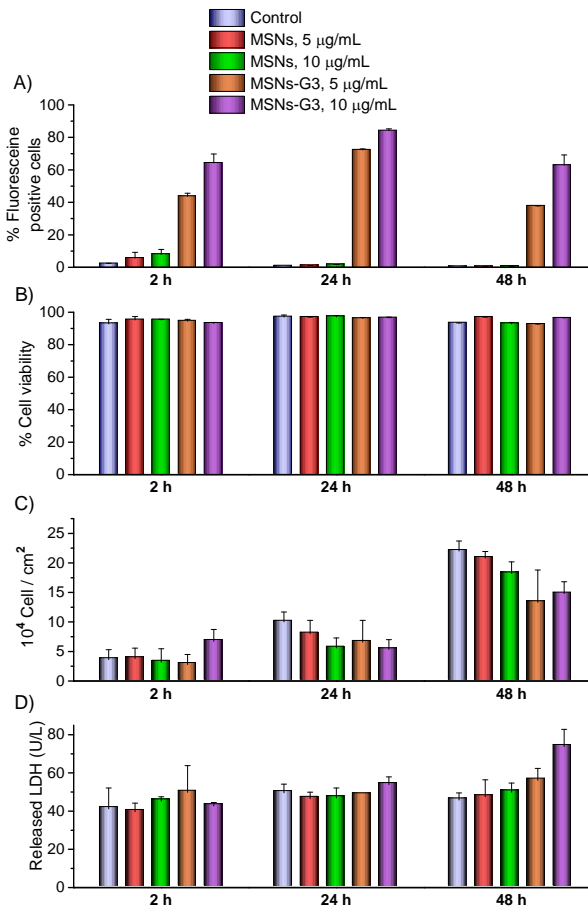 Control
MSNs, 5 μg/mL
MSNs, 10 μg/mL
MSNs-G3, 5 μg/mL
MSNs-G3, 10 μg/mL
A)
% Fluoresceine
positive cells
100
80
60
40
20
0
2 h
24 h
48 h
B)
% Cell viability
100
80
60
40
20
0
2 h
24 h
48 h
C)
10⁴ Cell / cm²
25
20
15
10
5
0
2 h
24 h
48 h
D)
Released LDH (U/L)
80
60
40
20
0
2 h
24 h
48 h